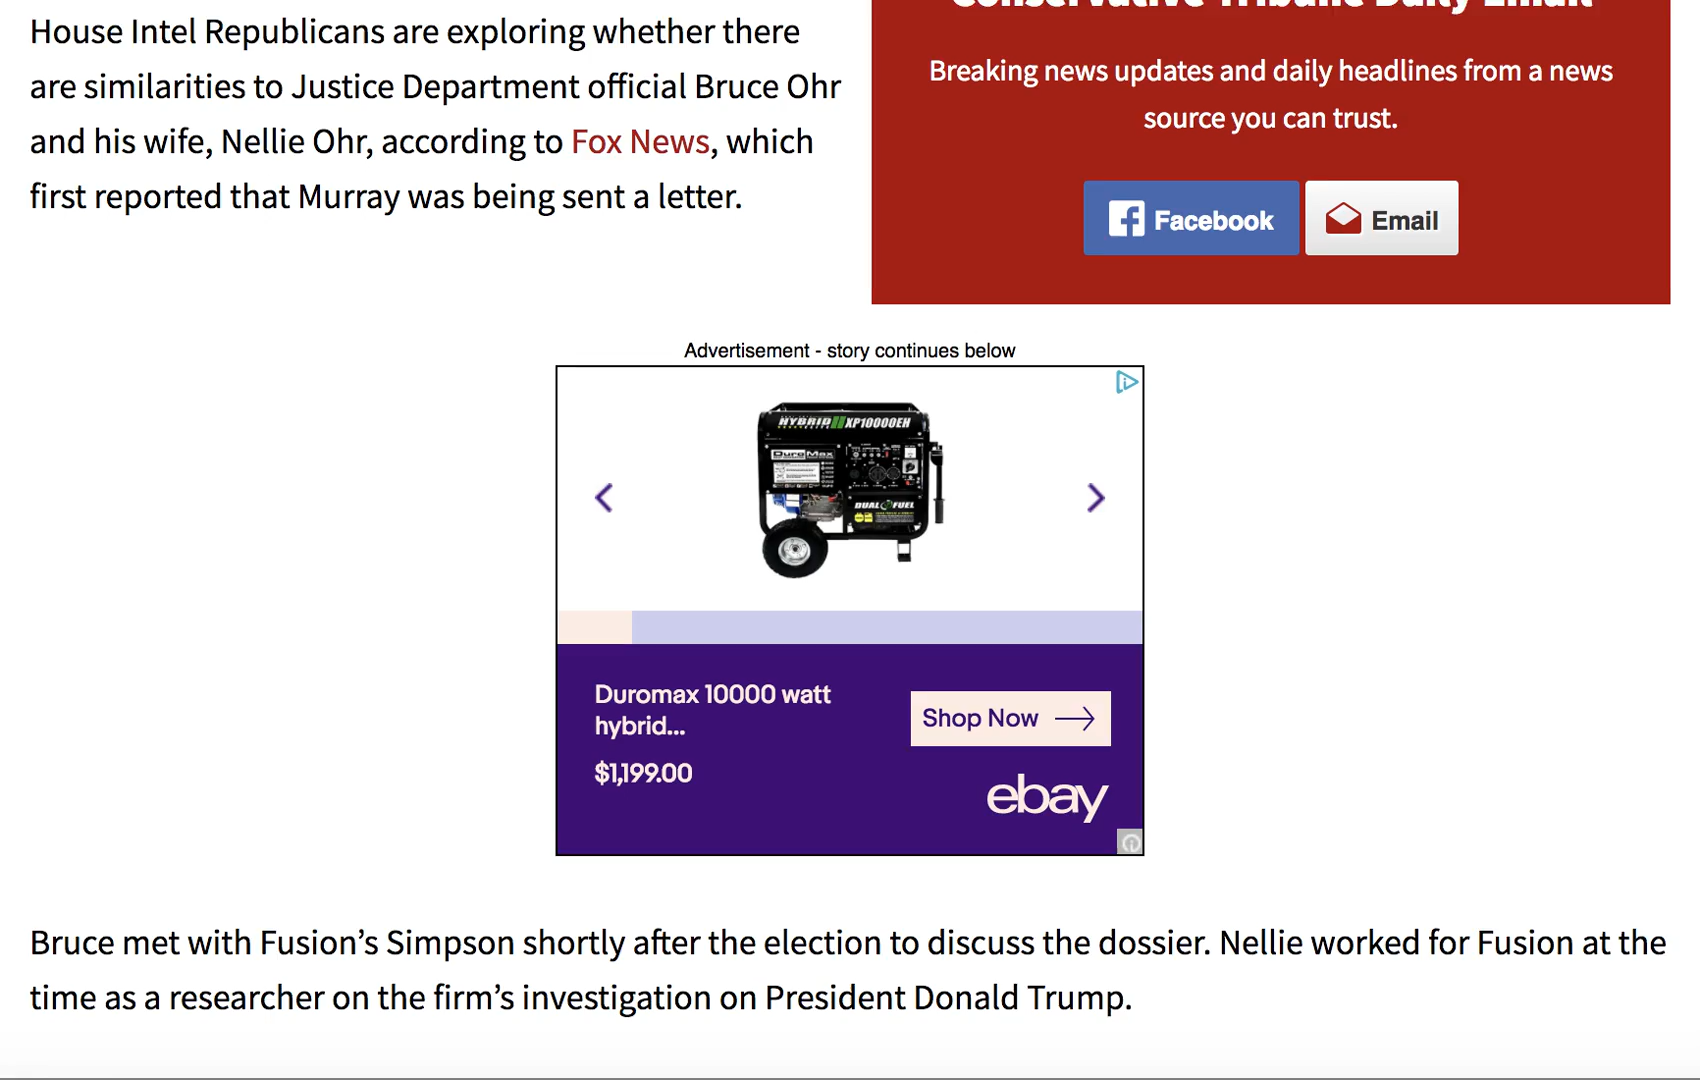 House Intel Republicans are exploring whether there
are similarities to Justice Department official Bruce Ohr
and his wife, Nellie Ohr, according to Fox News, which
first reported that Murray was being sent a letter.
Conservative Tribune Daily Email
Breaking news updates and daily headlines from a news
source you can trust.
Facebook
Email
Advertisement - story continues below
HYBRID XP10000EH
DuroMax
DUAL FUEL
Duromax 10000 watt
hybrid...
$1,199.00
Shop Now
ebay
Bruce met with Fusion’s Simpson shortly after the election to discuss the dossier. Nellie worked for Fusion at the
time as a researcher on the firm’s investigation on President Donald Trump.